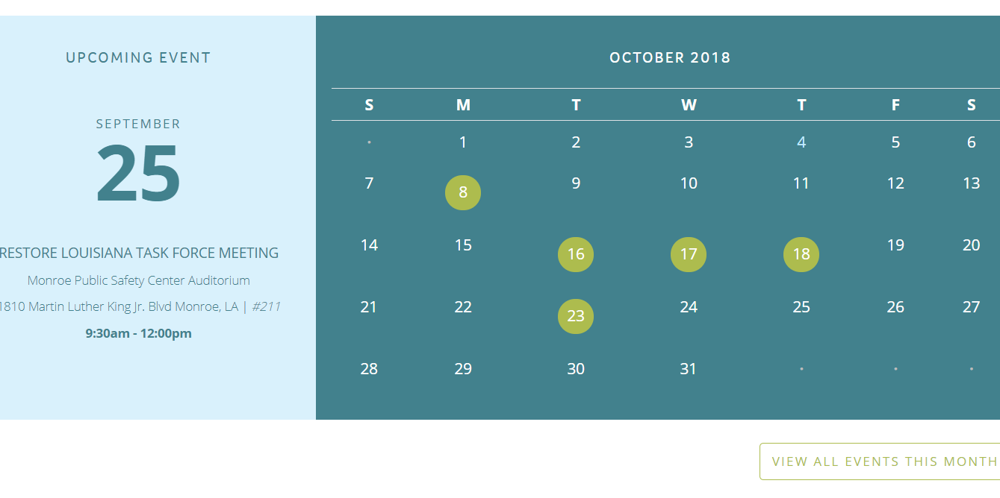 UPCOMING EVENT
SEPTEMBER
25
RESTORE LOUISIANA TASK FORCE MEETING
Monroe Public Safety Center Auditorium
1810 Martin Luther King Jr. Blvd Monroe, LA | #211
9:30am - 12:00pm
OCTOBER 2018
S M T W T F S
· 1 2 3 4 5 6
7 8 9 10 11 12 13
14 15 16 17 18 19 20
21 22 23 24 25 26 27
28 29 30 31 · · ·
VIEW ALL EVENTS THIS MONTH